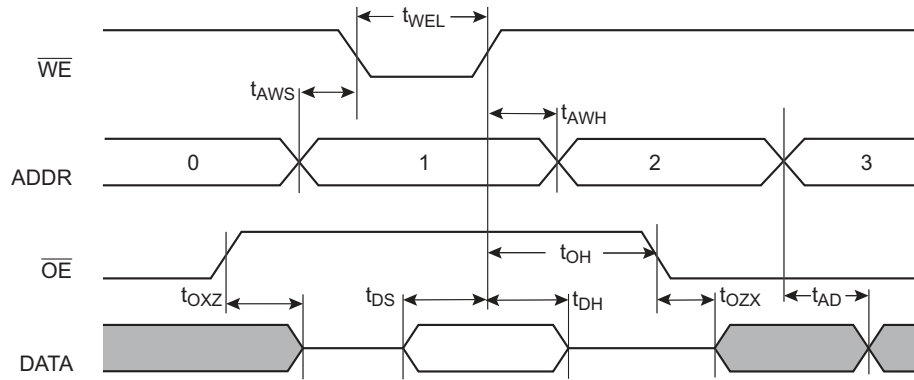 tWEL
WE
tAWS
tAWH
ADDR 0 1 2 3
OE
tOH
tOXZ tDS tDH tOZX tAD
DATA